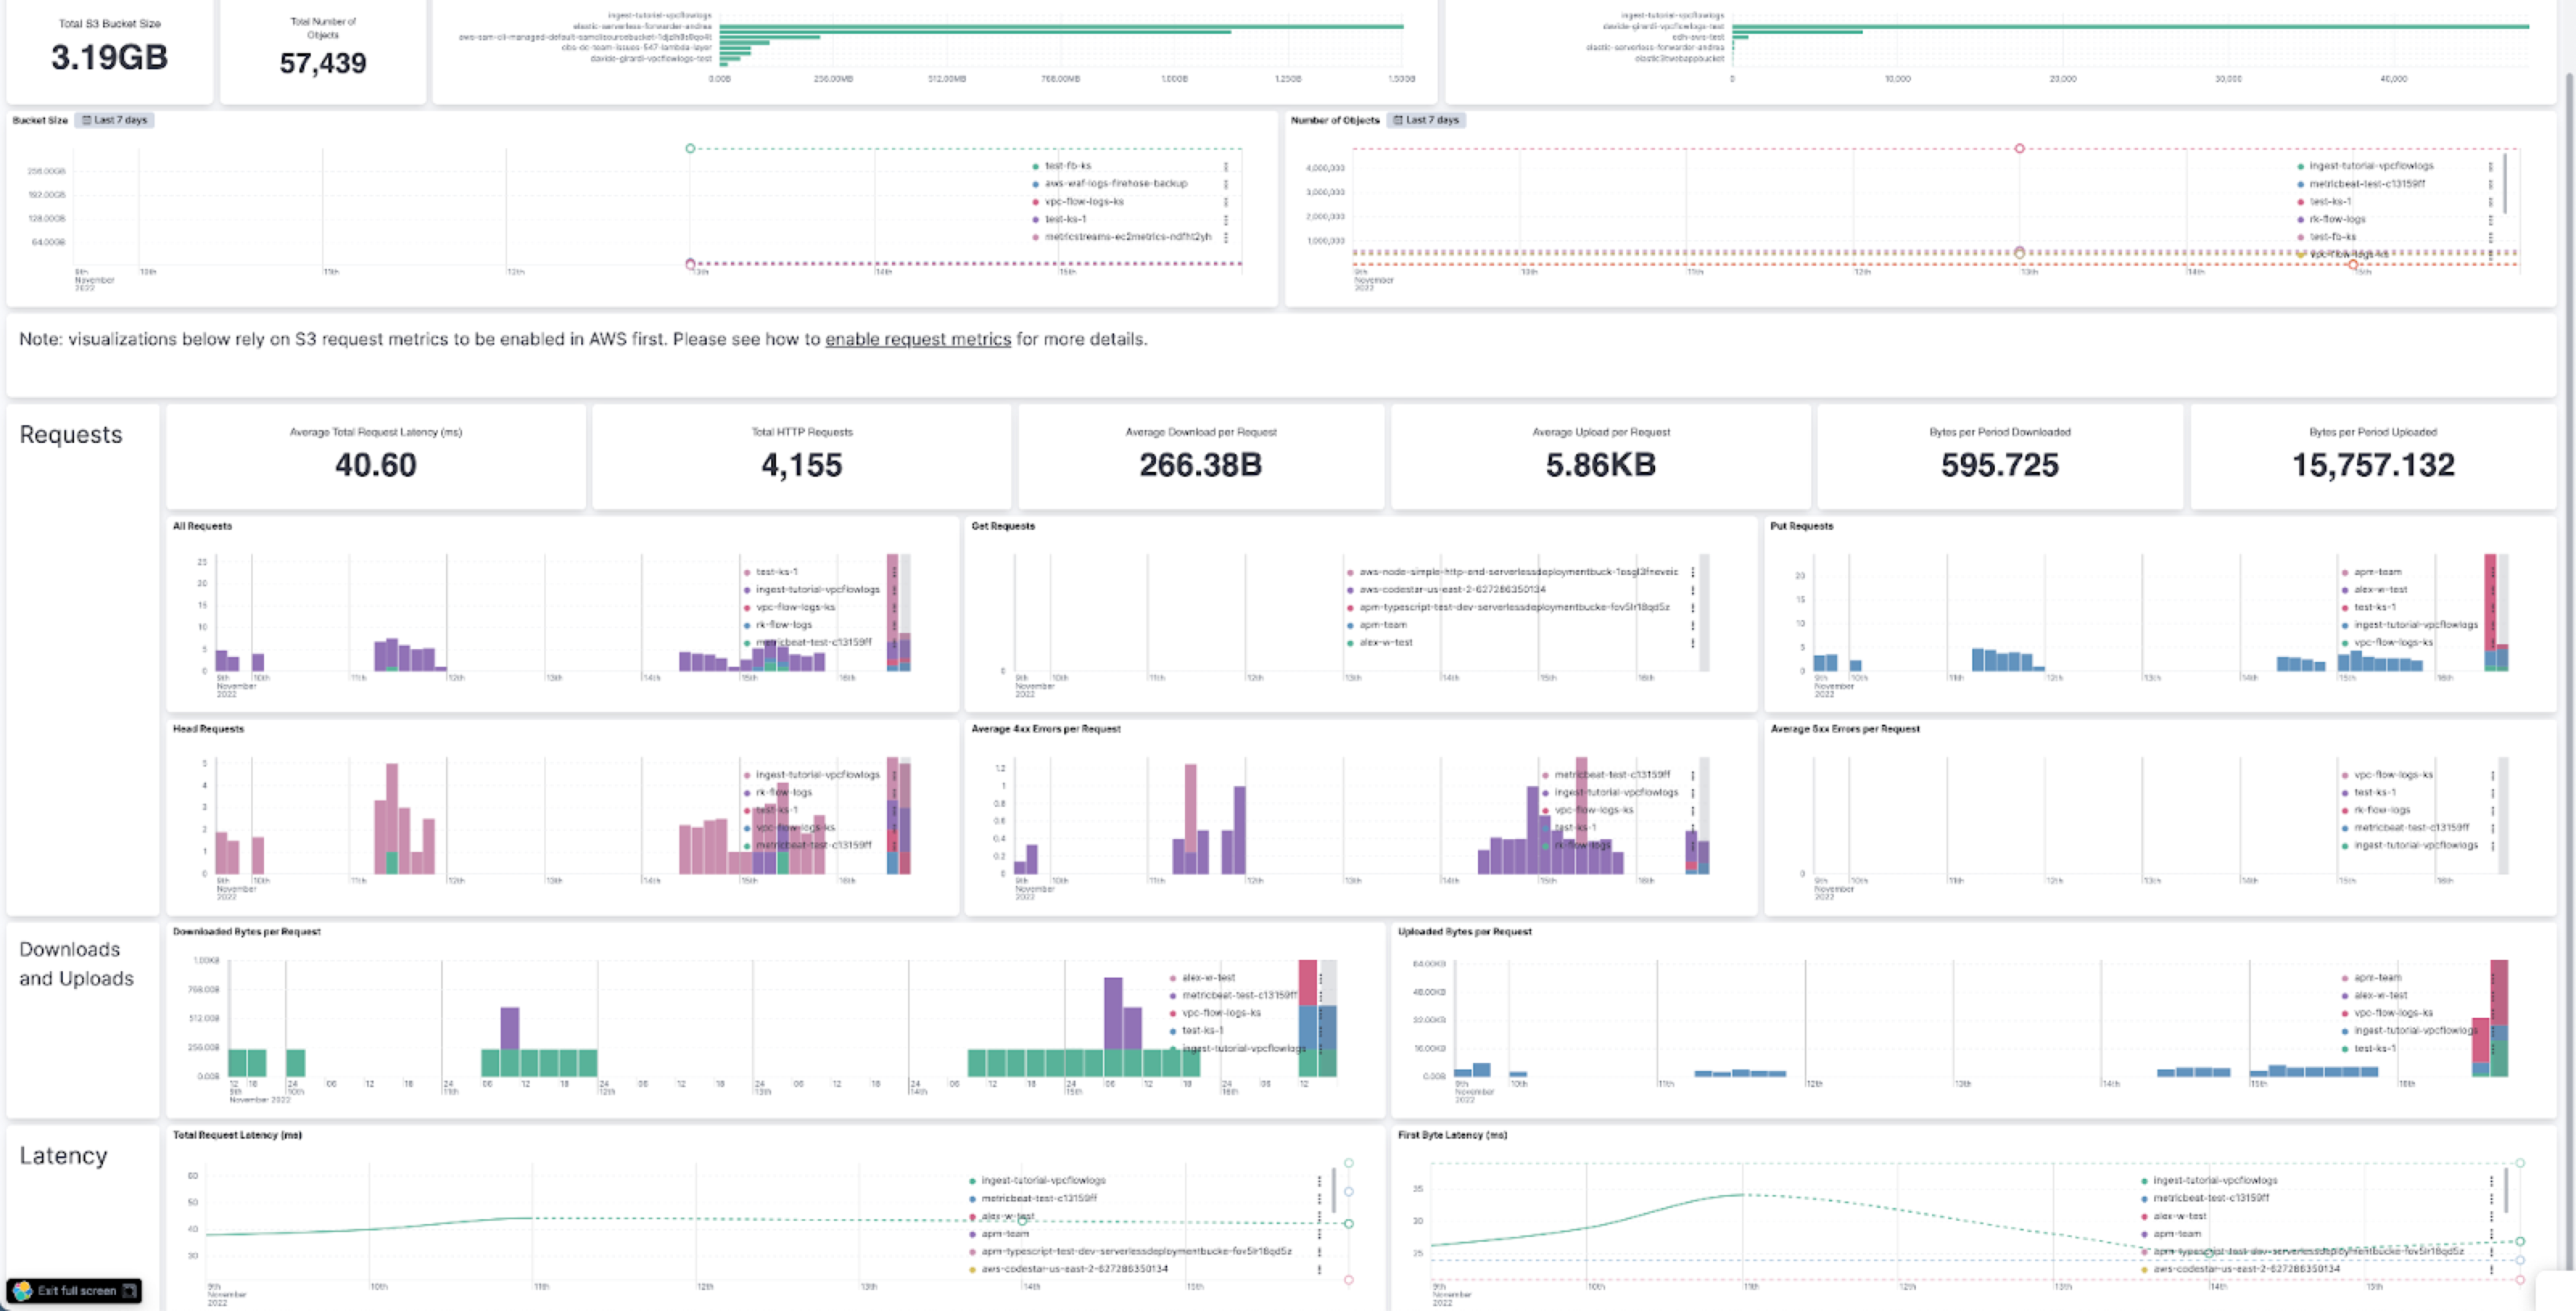 Total S3 Bucket Size
3.19GB
Total Number of
Objects
57,439
ingest-tutorial-vpcflowlogs
elastic-serverless-forwarder-andrea
obs-dc-team-issues-547-lambda-layer
davide-girardi-vpcflowlogs-test
0.00B
256.00MB
512.00MB
768.00MB
1.00GB
1.25GB
1.50GB
ingest-tutorial-vpcflowlogs
davide-girardi-vpcflowlogs-test
edh-aws-test
elastic-serverless-forwarder-andrea
0
10,000
20,000
30,000
40,000
Bucket Size
Last 7 days
256.00GB
192.00GB
128.00GB
64.00GB
9th
November
2022
10th
11th
12th
13th
14th
15th
test-fb-ks
aws-waf-logs-firehose-backup
vpc-flow-logs-ks
test-ks-1
metricstreams-ec2metrics-ndfht2yh
Number of Objects
Last 7 days
4,000,000
3,000,000
2,000,000
1,000,000
9th
November
2022
10th
11th
12th
13th
14th
15th
ingest-tutorial-vpcflowlogs
metricbeat-test-c13159ff
test-ks-1
rk-flow-logs
test-fb-ks
vpc-flow-logs-ks
Note: visualizations below rely on S3 request metrics to be enabled in AWS first. Please see how to enable request metrics for more details.
Requests
Average Total Request Latency (ms)
40.60
Total HTTP Requests
4,155
Average Download per Request
266.38B
Average Upload per Request
5.86KB
Bytes per Period Downloaded
595.725
Bytes per Period Uploaded
15,757.132
All Requests
25
20
15
10
5
0
9th
November
2022
10th
11th
12th
13th
14th
15th
16th
test-ks-1
ingest-tutorial-vpcflowlogs
vpc-flow-logs-ks
rk-flow-logs
metricbeat-test-c13159ff
Get Requests
0
9th
November
2022
10th
11th
12th
13th
14th
15th
16th
aws-codestar-us-east-2-627286350134
apm-typescript-test-dev-serverlessdeploymentbucke-fov5lr18qd5z
apm-team
alex-w-test
Put Requests
20
15
10
5
0
9th
November
2022
10th
11th
12th
13th
14th
15th
16th
apm-team
alex-w-test
test-ks-1
ingest-tutorial-vpcflowlogs
vpc-flow-logs-ks
Head Requests
5
4
3
2
1
0
9th
November
2022
10th
11th
12th
13th
14th
15th
16th
ingest-tutorial-vpcflowlogs
rk-flow-logs
test-ks-1
vpc-flow-logs-ks
metricbeat-test-c13159ff
Average 4xx Errors per Request
1.2
1
0.8
0.6
0.4
0.2
0
9th
November
2022
10th
11th
12th
13th
14th
15th
16th
metricbeat-test-c13159ff
ingest-tutorial-vpcflowlogs
vpc-flow-logs-ks
test-ks-1
rk-flow-logs
Average 5xx Errors per Request
0
9th
November
2022
10th
11th
12th
13th
14th
15th
16th
vpc-flow-logs-ks
test-ks-1
rk-flow-logs
metricbeat-test-c13159ff
ingest-tutorial-vpcflowlogs
Downloads
and Uploads
Downloaded Bytes per Request
1.00KB
768.00B
512.00B
256.00B
0.00B
12 18 24 06 12 18 24 06 12 18 24 06 12 18 24 06 12 18 24 06 12 18 24 06 12 18 24 06 12
9th 10th 11th 12th 13th 14th 15th 16th
November 2022
alex-w-test
metricbeat-test-c13159ff
vpc-flow-logs-ks
test-ks-1
ingest-tutorial-vpcflowlogs
Uploaded Bytes per Request
64.00KB
48.00KB
32.00KB
16.00KB
0.00B
9th
November
2022
10th
11th
12th
13th
14th
15th
16th
apm-team
alex-w-test
vpc-flow-logs-ks
ingest-tutorial-vpcflowlogs
test-ks-1
Latency
Total Request Latency (ms)
60
50
40
30
9th
November
2022
10th
11th
12th
13th
14th
15th
ingest-tutorial-vpcflowlogs
metricbeat-test-c13159ff
alex-w-test
apm-team
apm-typescript-test-dev-serverlessdeploymentbucke-fov5lr18qd5z
aws-codestar-us-east-2-627286350134
First Byte Latency (ms)
35
30
25
9th
November
2022
10th
11th
12th
13th
14th
15th
ingest-tutorial-vpcflowlogs
metricbeat-test-c13159ff
alex-w-test
apm-team
apm-typescript-test-dev-serverlessdeploymentbucke-fov5lr18qd5z
aws-codestar-us-east-2-627286350134
Exit full screen